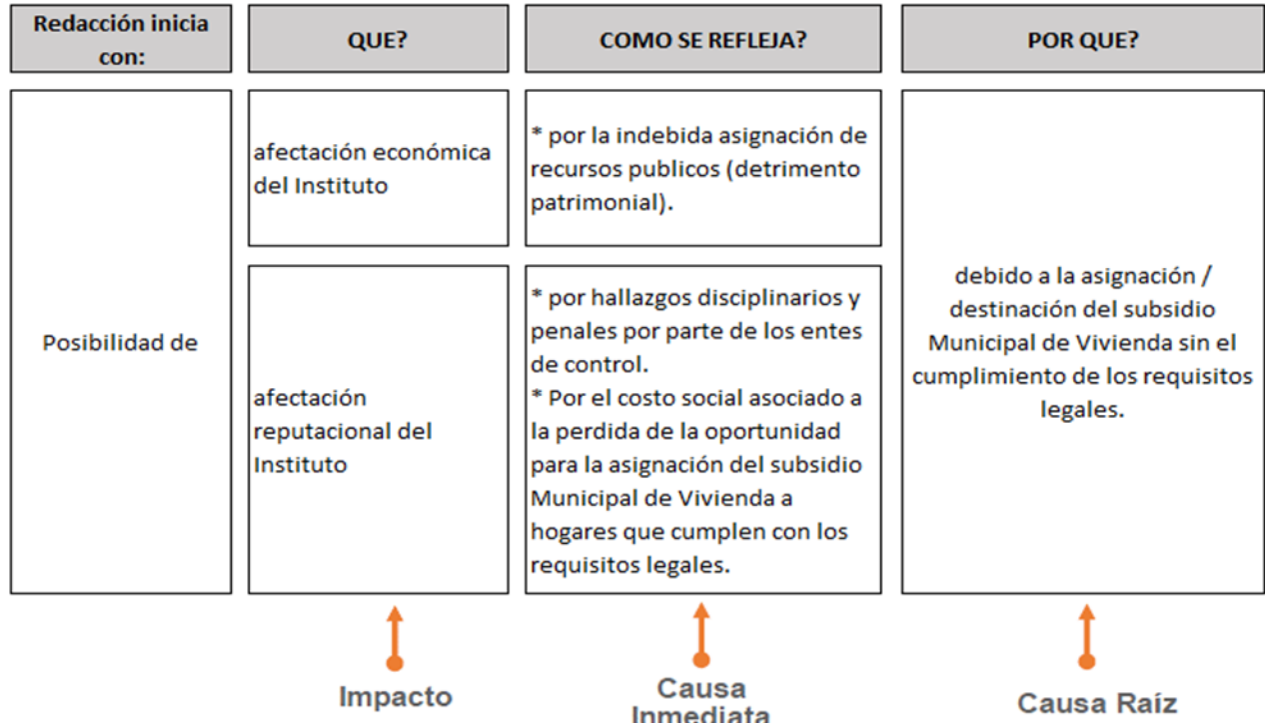 Redacción inicia
con:
QUE?
COMO SE REFLEJA?
POR QUE?
Posibilidad de
afectación económica
del Instituto
* por la indebida asignación de
recursos publicos (detrimento
patrimonial).
afectación
reputacional del
Instituto
* por hallazgos disciplinarios y
penales por parte de los entes
de control.
* Por el costo social asociado a
la perdida de la oportunidad
para la asignación del subsidio
Municipal de Vivienda a
hogares que cumplen con los
requisitos legales.
debido a la asignación /
destinación del subsidio
Municipal de Vivienda sin el
cumplimiento de los requisitos
legales.
Impacto
Causa
Inmediata
Causa Raíz